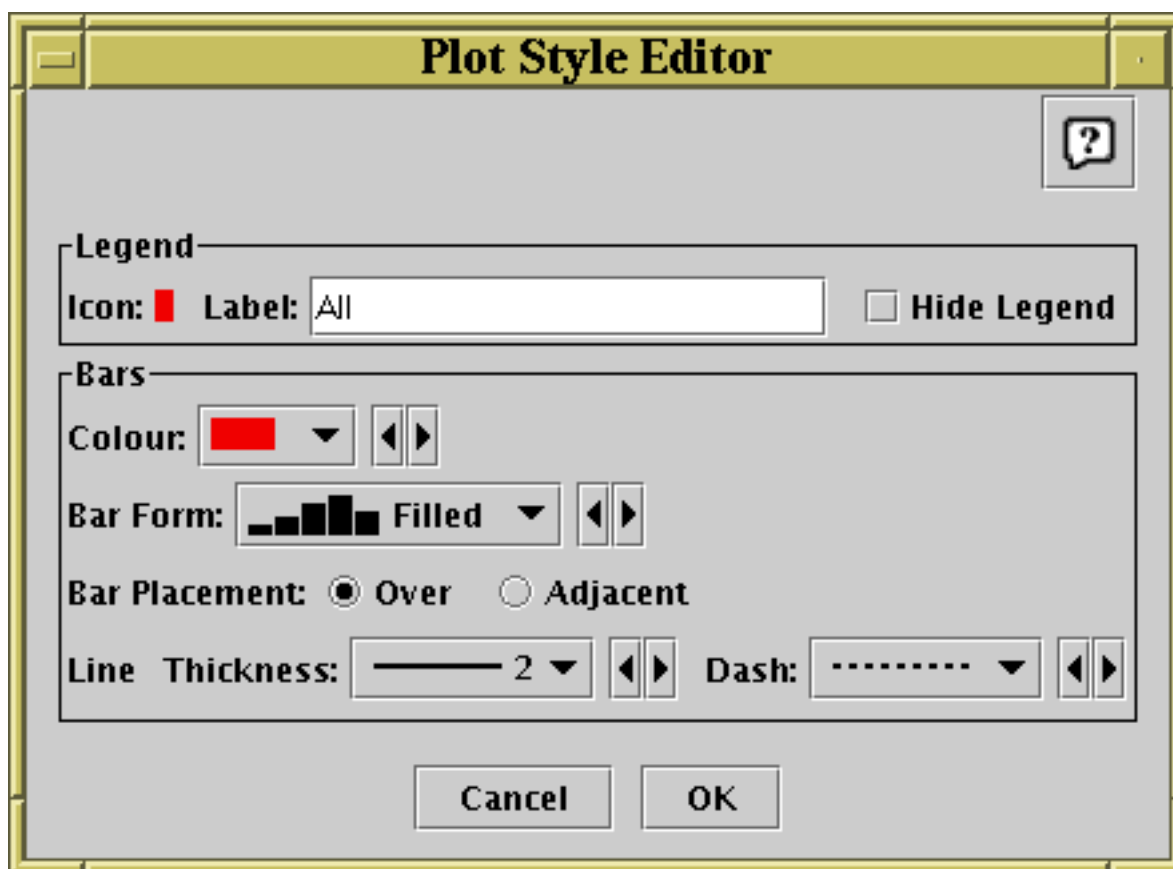 Plot Style Editor
?
Legend
Icon: Label: All Hide Legend
Bars
Colour:
Bar Form: Filled
Bar Placement: Over Adjacent
Line Thickness: 2 Dash:
Cancel OK